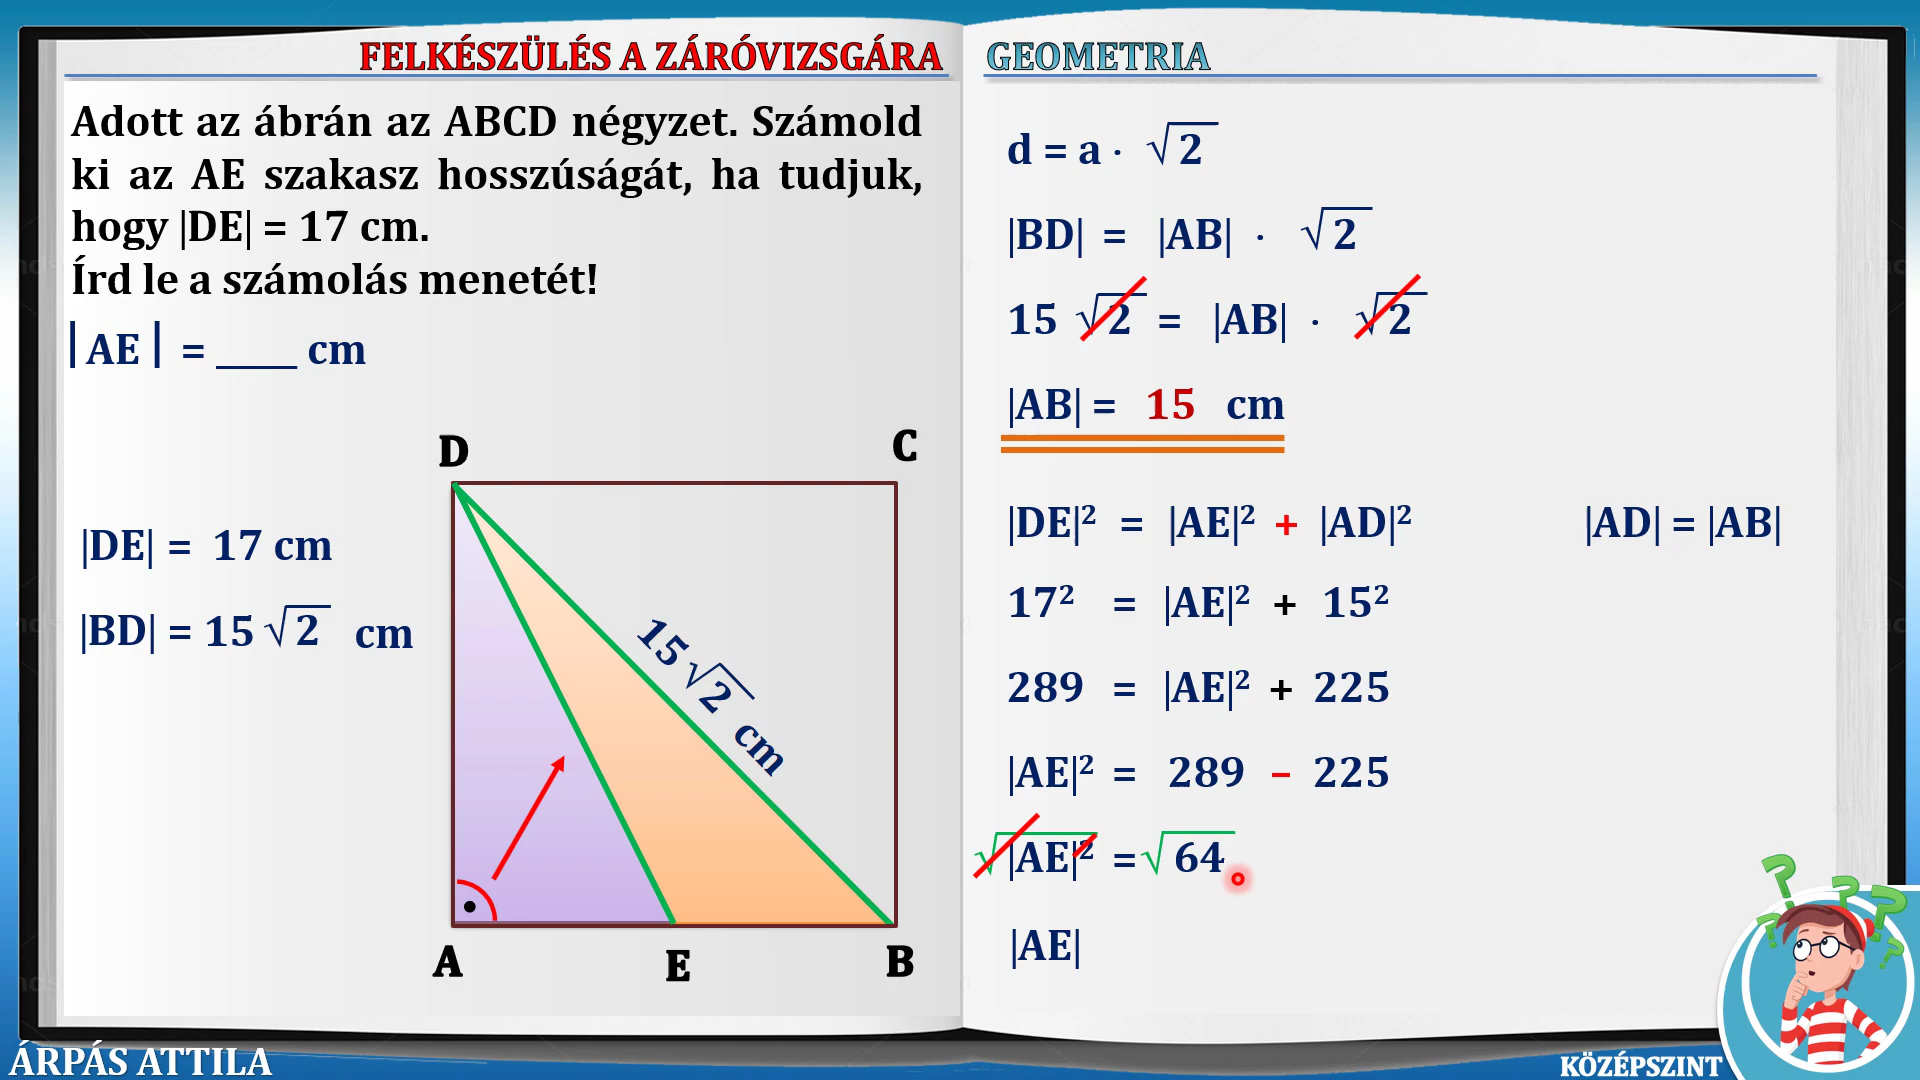 FELKÉSZÜLÉS A ZÁRÓVIZSGÁRA
Adott az ábrán az ABCD négyzet. Számold
ki az AE szakasz hosszúságát, ha tudjuk,
hogy |DE| = 17 cm.
Írd le a számolás menetét!
|AE| = ____ cm
|DE| = 17 cm
|BD| = 15 √2 cm
D
C
15 √2 cm
A
E
B
GEOMETRIA
d = a · √2
|BD| = |AB| · √2
15 √2 = |AB| · √2
|AB| = 15 cm
|DE|² = |AE|² + |AD|² |AD| = |AB|
17² = |AE|² + 15²
289 = |AE|² + 225
|AE|² = 289 – 225
√|AE|² = √64
|AE|
? ? ? ? ?
ÁRPÁS ATTILA
KÖZÉPSZINT